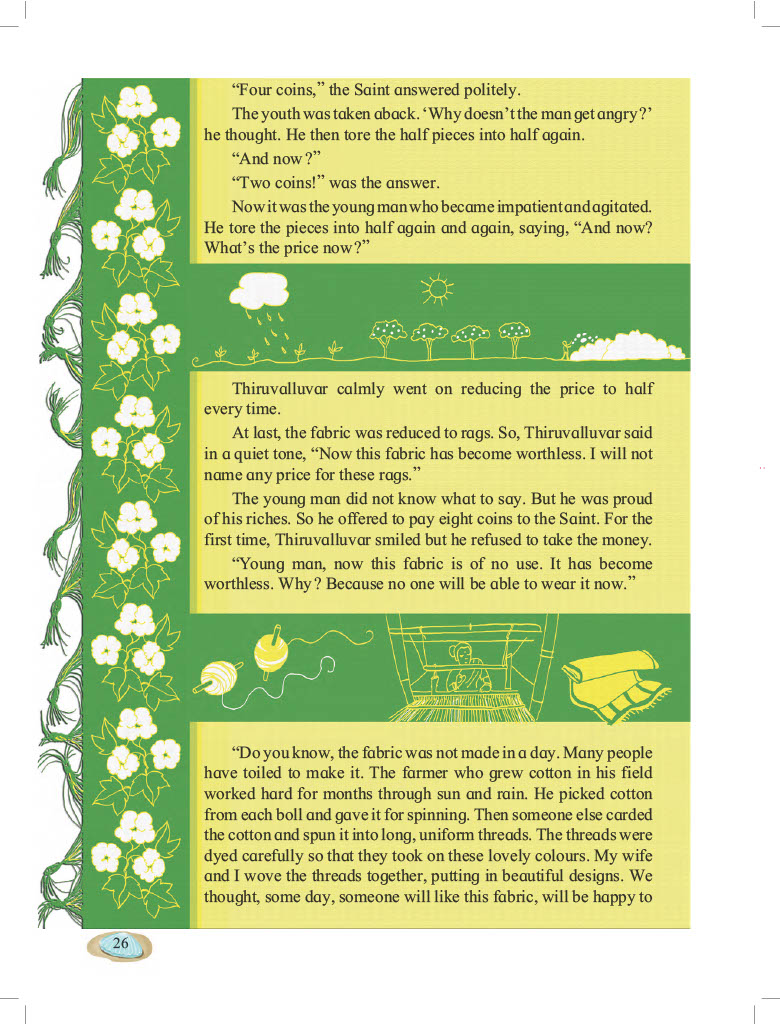 “Four coins,” the Saint answered politely.
The youth was taken aback. ‘Why doesn’t the man get angry?’
he thought. He then tore the half pieces into half again.
“And now?”
“Two coins!” was the answer.
Now it was the young man who became impatient and agitated.
He tore the pieces into half again and again, saying, “And now?
What’s the price now?”
Thiruvalluvar calmly went on reducing the price to half
every time.
At last, the fabric was reduced to rags. So, Thiruvalluvar said
in a quiet tone, “Now this fabric has become worthless. I will not
name any price for these rags.”
The young man did not know what to say. But he was proud
of his riches. So he offered to pay eight coins to the Saint. For the
first time, Thiruvalluvar smiled but he refused to take the money.
“Young man, now this fabric is of no use. It has become
worthless. Why? Because no one will be able to wear it now.”
“Do you know, the fabric was not made in a day. Many people
have toiled to make it. The farmer who grew cotton in his field
worked hard for months through sun and rain. He picked cotton
from each boll and gave it for spinning. Then someone else carded
the cotton and spun it into long, uniform threads. The threads were
dyed carefully so that they took on these lovely colours. My wife
and I wove the threads together, putting in beautiful designs. We
thought, some day, someone will like this fabric, will be happy to
26